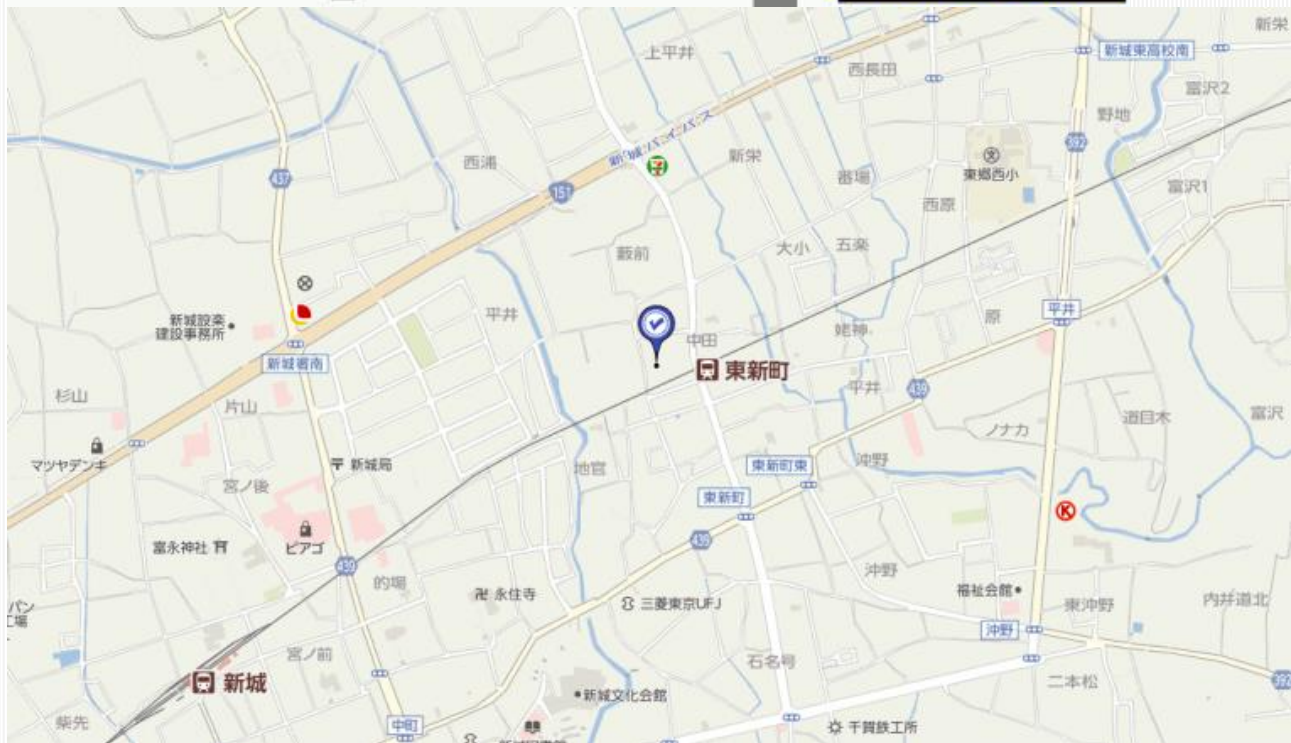 新栄
上平井
新城東高校南
西長田
富沢2
野地
新城バイパス
392
西浦
新栄
東郷西小
437
番場
富沢1
151
西原
藪前
大小
五楽
新城設楽
建設事務所
平井
平井
中田
姥神
原
新城署南
東新町
杉山
片山
平井
439
道目木
富沢
ノナカ
マツヤデンキ
〒 新城局
地官
東新町東
沖野
宮ノ後
東新町
K
富永神社
ピアゴ
439
439
的場
永住寺
三菱東京UFJ
沖野
福祉会館
東沖野
内井道北
パン
工場
沖野
宮ノ前
石名号
新城
新城文化会館
二本松
392
柴先
中町
千賀鉄工所